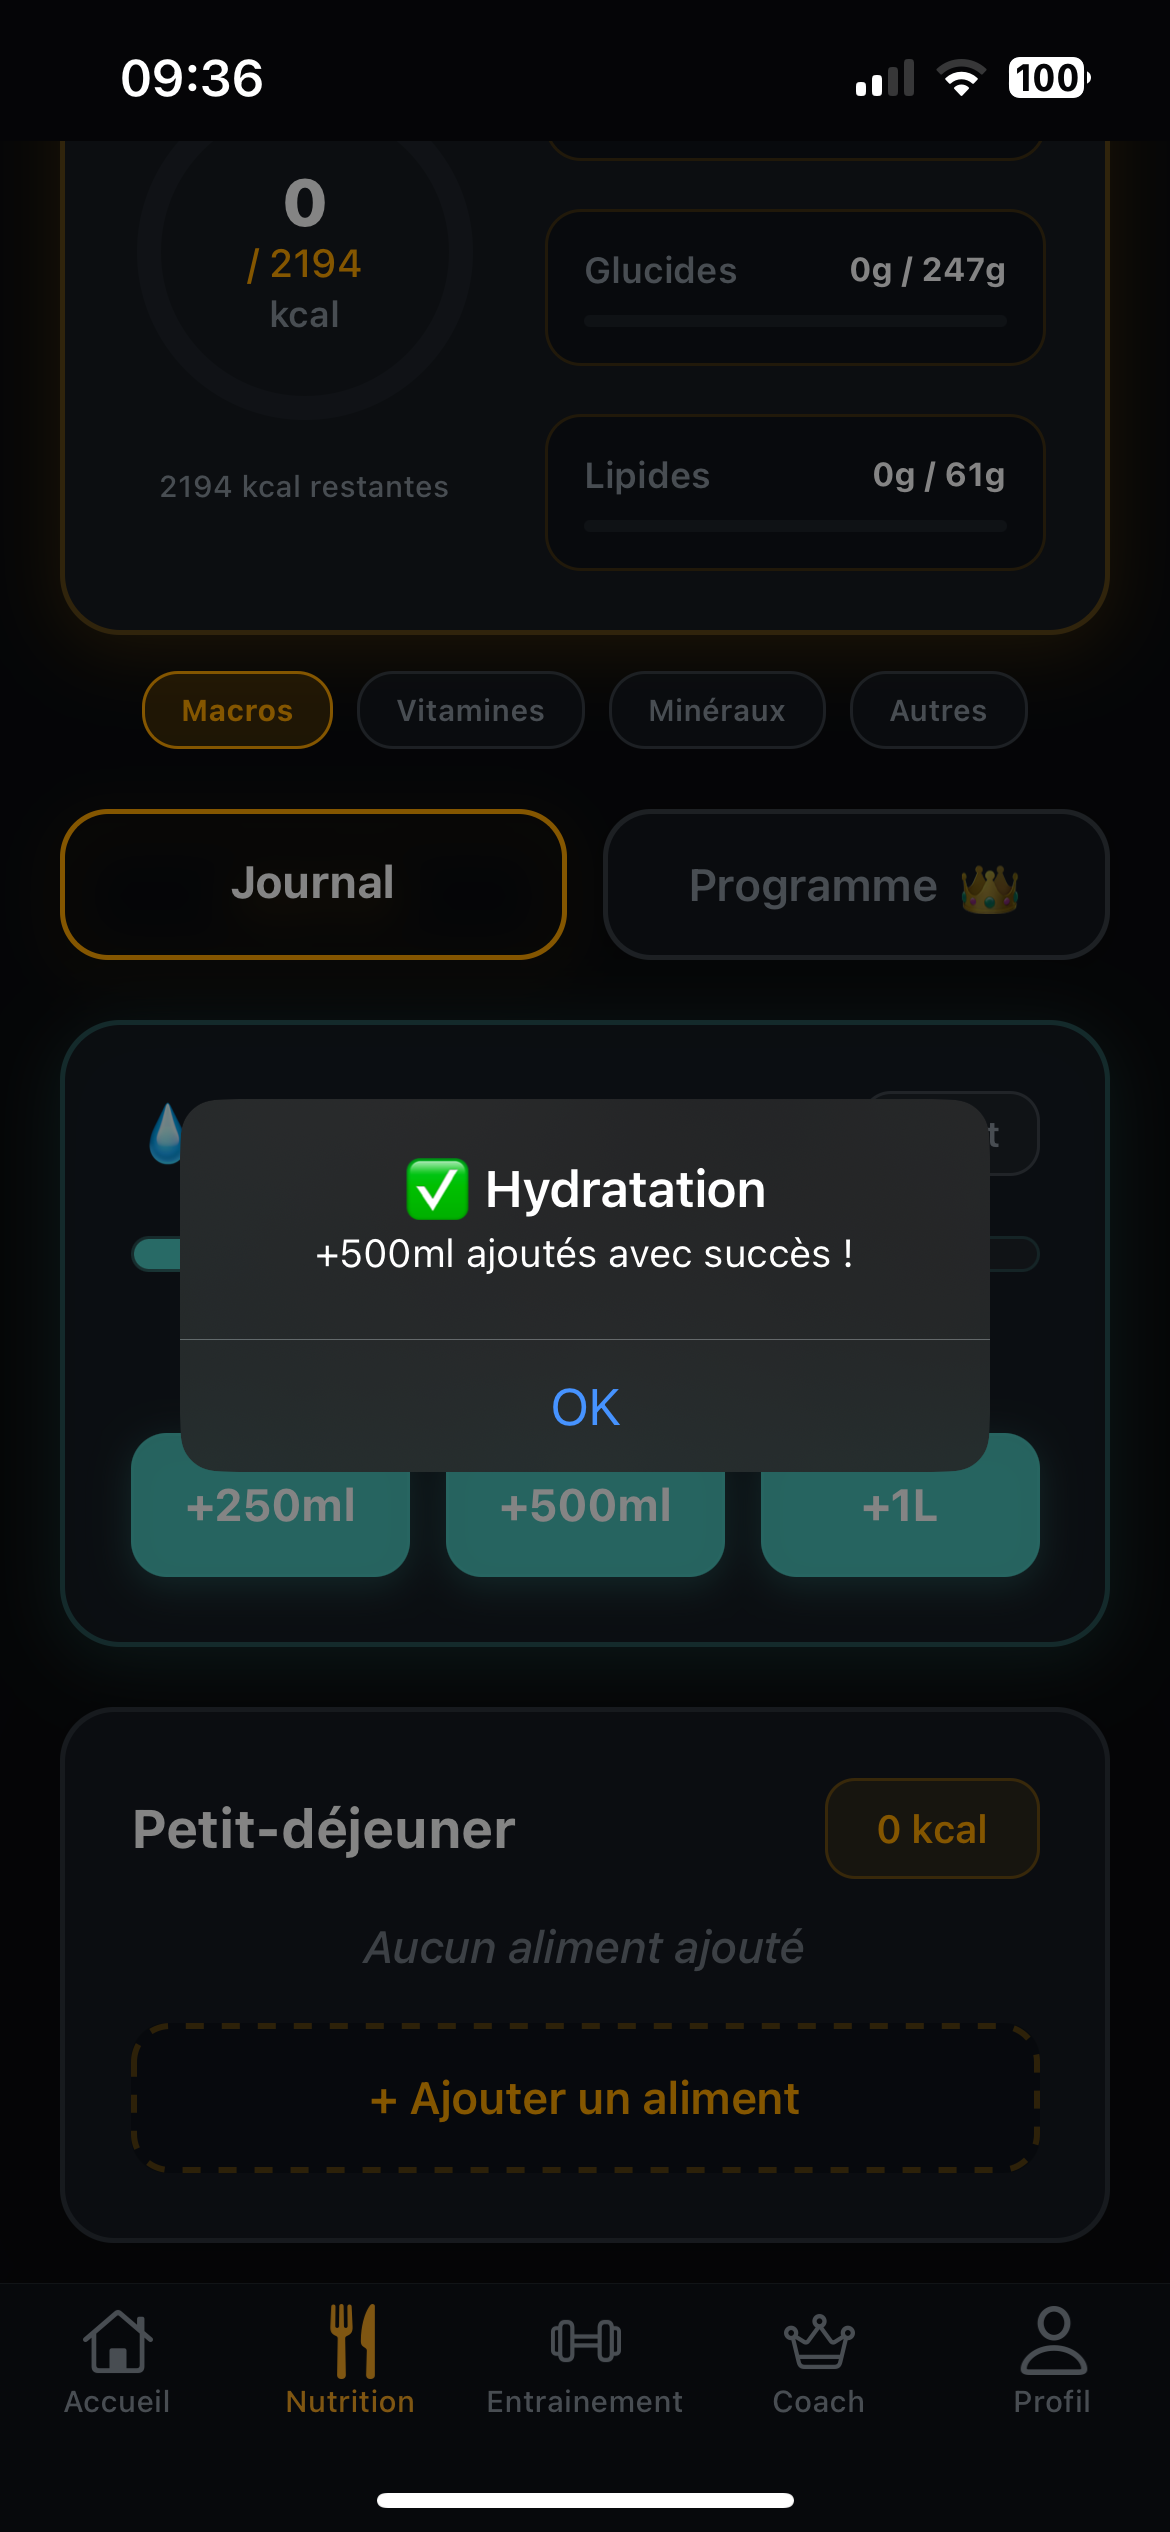 09:36
100
0
/ 2194
kcal
2194 kcal restantes
Glucides 0g / 247g
Lipides 0g / 61g
Macros Vitamines Minéraux Autres
Journal Programme
Hydratation
+500ml ajoutés avec succès !
OK
+250ml +500ml +1L
Petit-déjeuner 0 kcal
Aucun aliment ajouté
+ Ajouter un aliment
Accueil Nutrition Entrainement Coach Profil